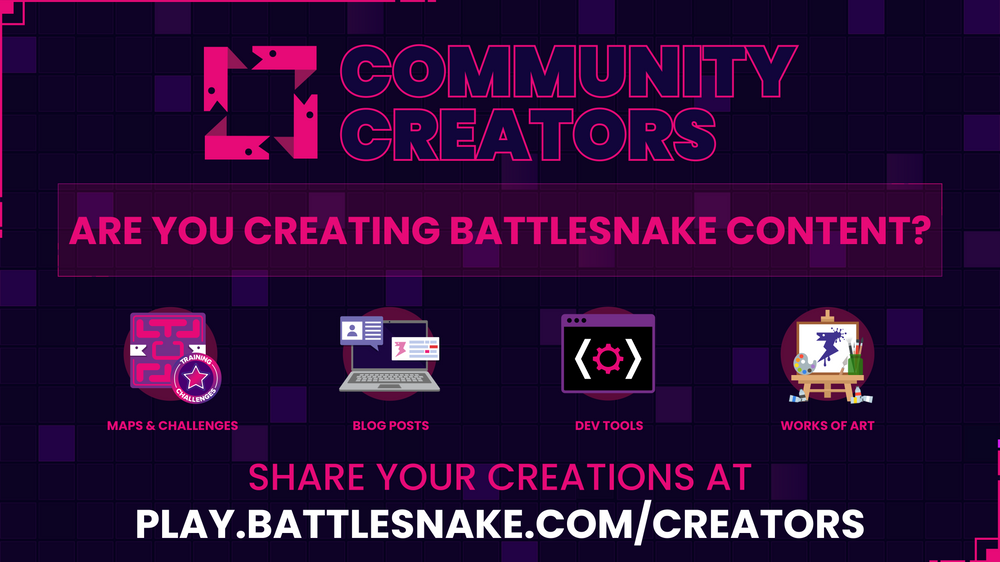 COMMUNITY
CREATORS
ARE YOU CREATING BATTLESNAKE CONTENT?
TRAINING
CHALLENGES
MAPS & CHALLENGES
BLOG POSTS
DEV TOOLS
WORKS OF ART
SHARE YOUR CREATIONS AT
PLAY.BATTLESNAKE.COM/CREATORS